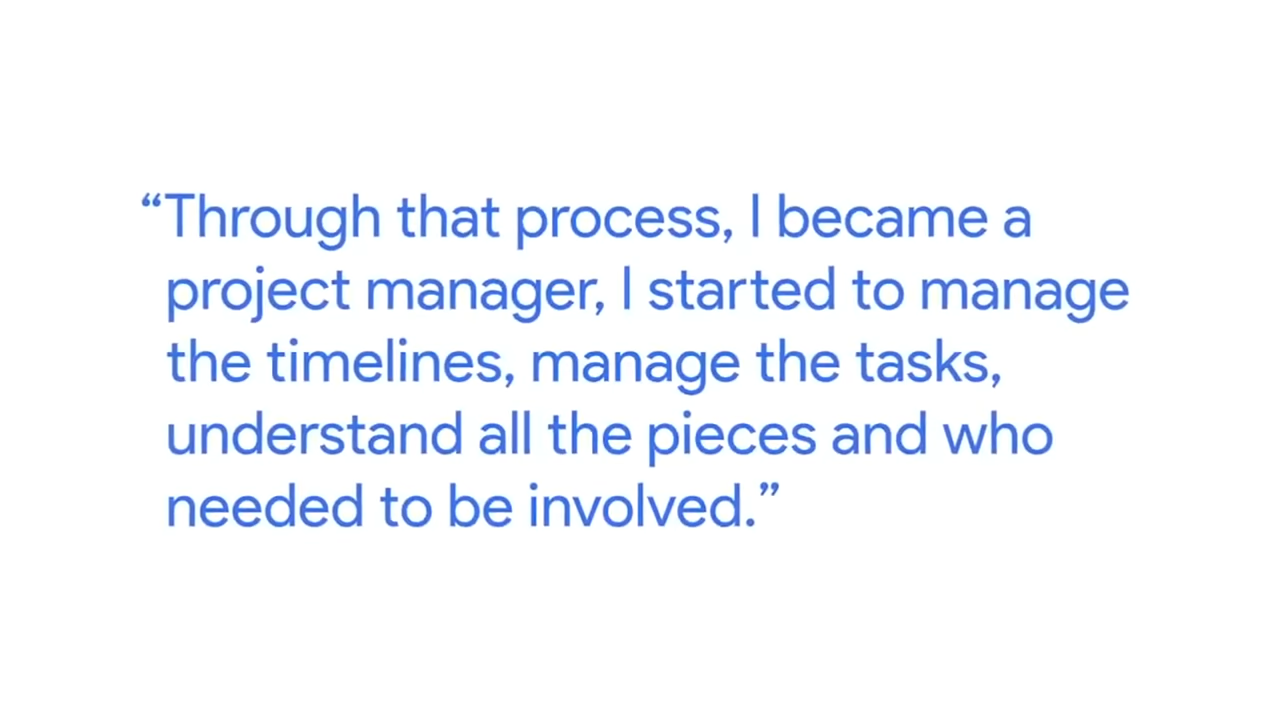 “Through that process, I became a
project manager, I started to manage
the timelines, manage the tasks,
understand all the pieces and who
needed to be involved.”